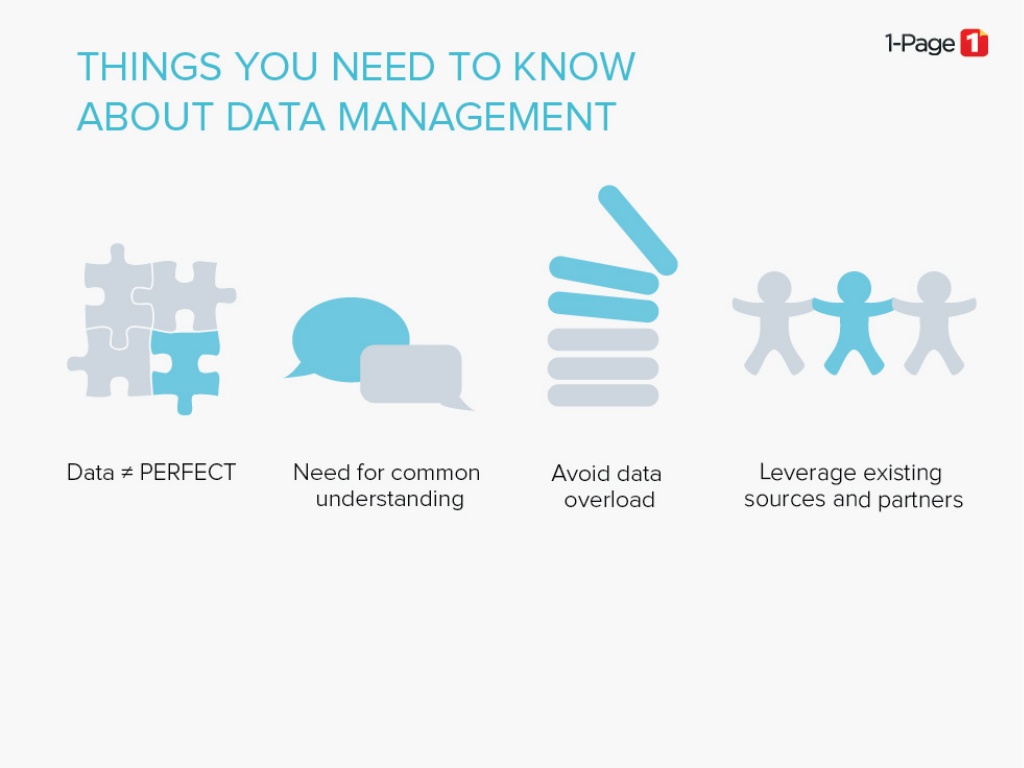 THINGS YOU NEED TO KNOW
ABOUT DATA MANAGEMENT
1-Page 1
Data ≠ PERFECT
Need for common
understanding
Avoid data
overload
Leverage existing
sources and partners